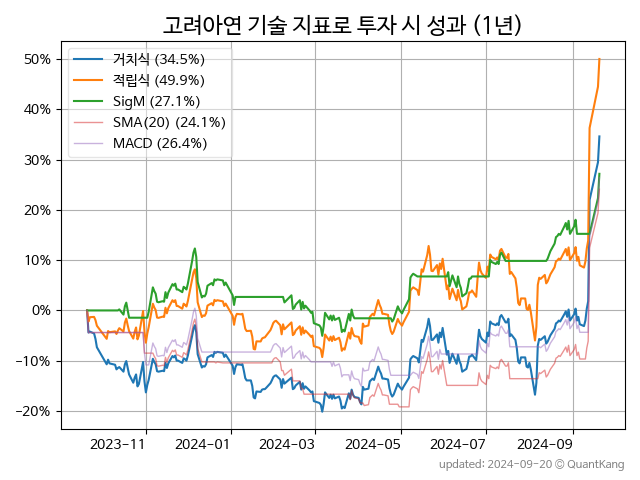 고려아연 기술 지표로 투자 시 성과 (1년)
50%
40%
30%
20%
10%
0%
−10%
−20%
거치식 (34.5%)
적립식 (49.9%)
SigM (27.1%)
SMA(20) (24.1%)
MACD (26.4%)
2023-11
2024-01
2024-03
2024-05
2024-07
2024-09
updated: 2024-09-20 © QuantKang